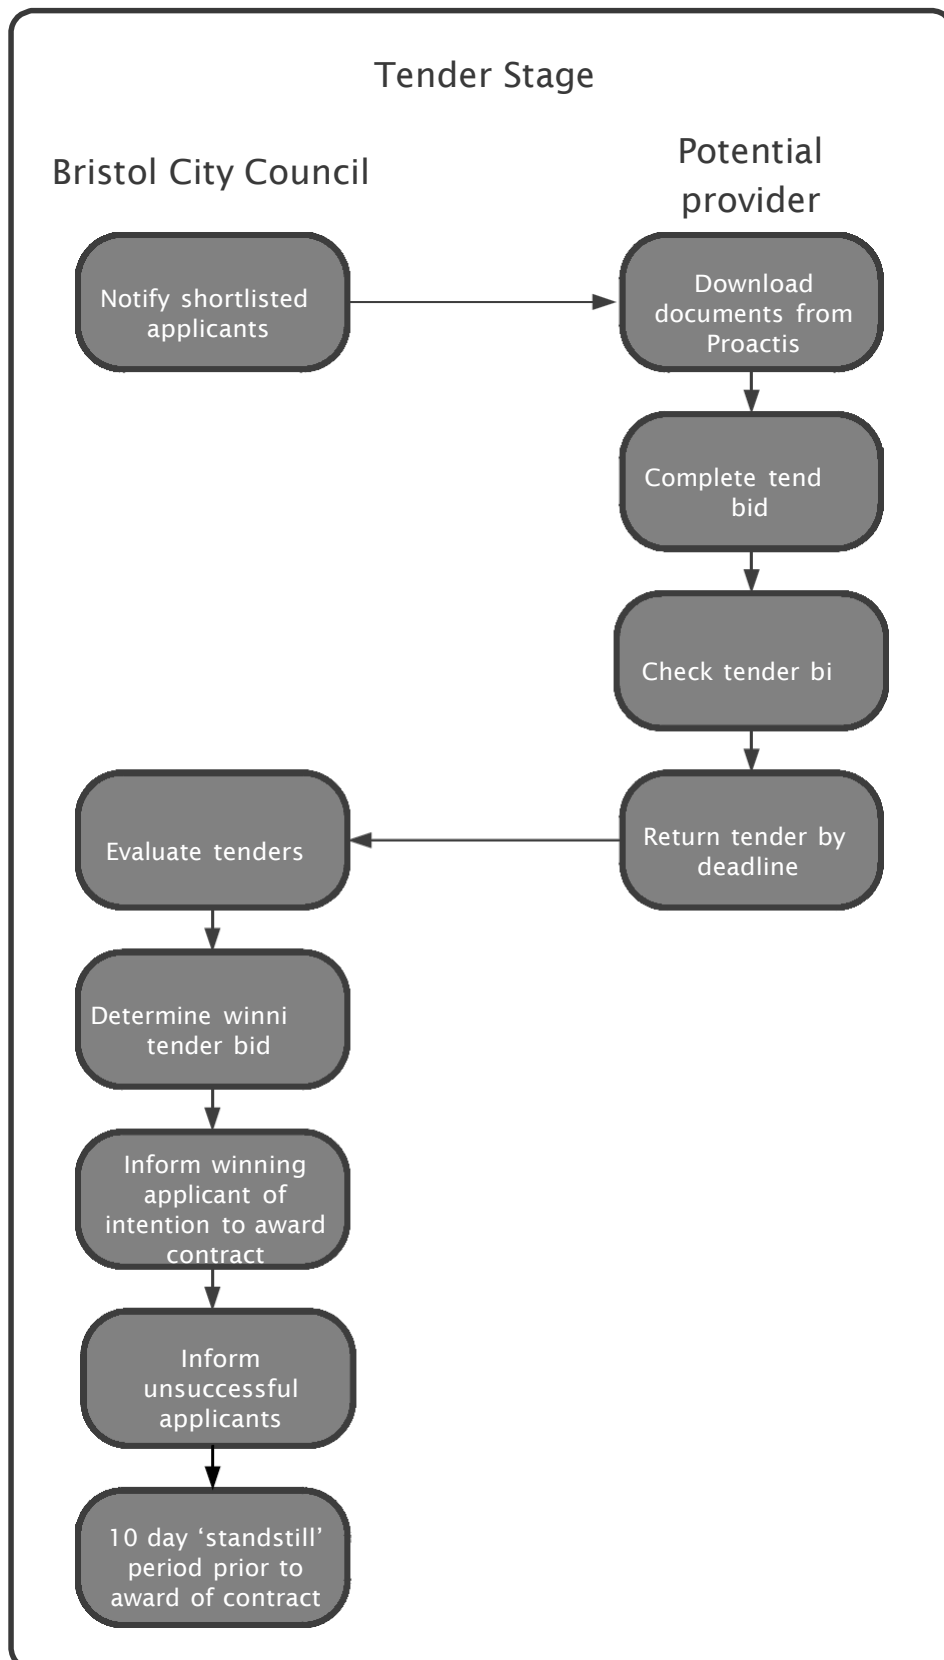 Tender Stage
Bristol City Council
Potential
provider
Notify shortlisted
applicants
Download
documents from
Proactis
Complete tend
bid
Check tender bi
Return tender by
deadline
Evaluate tenders
Determine winni
tender bid
Inform winning
applicant of
intention to award
contract
Inform
unsuccessful
applicants
10 day ‘standstill’
period prior to
award of contract